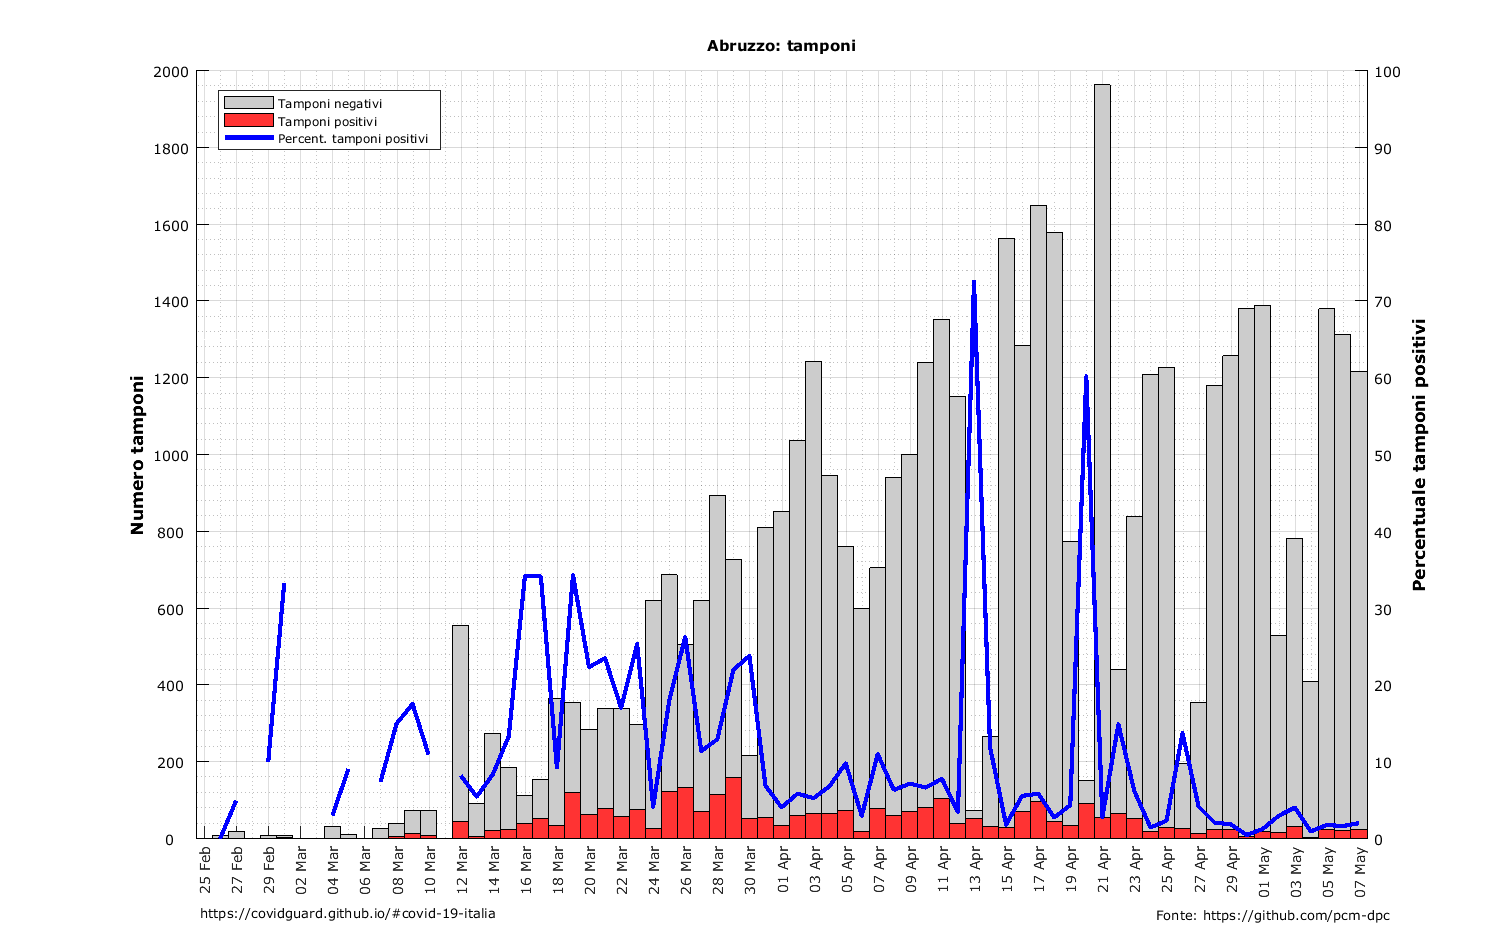 Abruzzo: tamponi
2000
1800
1600
1400
1200
1000
800
600
400
200
0
100
90
80
70
60
50
40
30
20
10
0
Tamponi negativi
Tamponi positivi
Percent. tamponi positivi
Numero tamponi
Percentuale tamponi positivi
25 Feb
27 Feb
29 Feb
02 Mar
04 Mar
06 Mar
08 Mar
10 Mar
12 Mar
14 Mar
16 Mar
18 Mar
20 Mar
22 Mar
24 Mar
26 Mar
28 Mar
30 Mar
01 Apr
03 Apr
05 Apr
07 Apr
09 Apr
11 Apr
13 Apr
15 Apr
17 Apr
19 Apr
21 Apr
23 Apr
25 Apr
27 Apr
29 Apr
01 May
03 May
05 May
07 May
https://covidguard.github.io/#covid-19-italia
Fonte: https://github.com/pcm-dpc